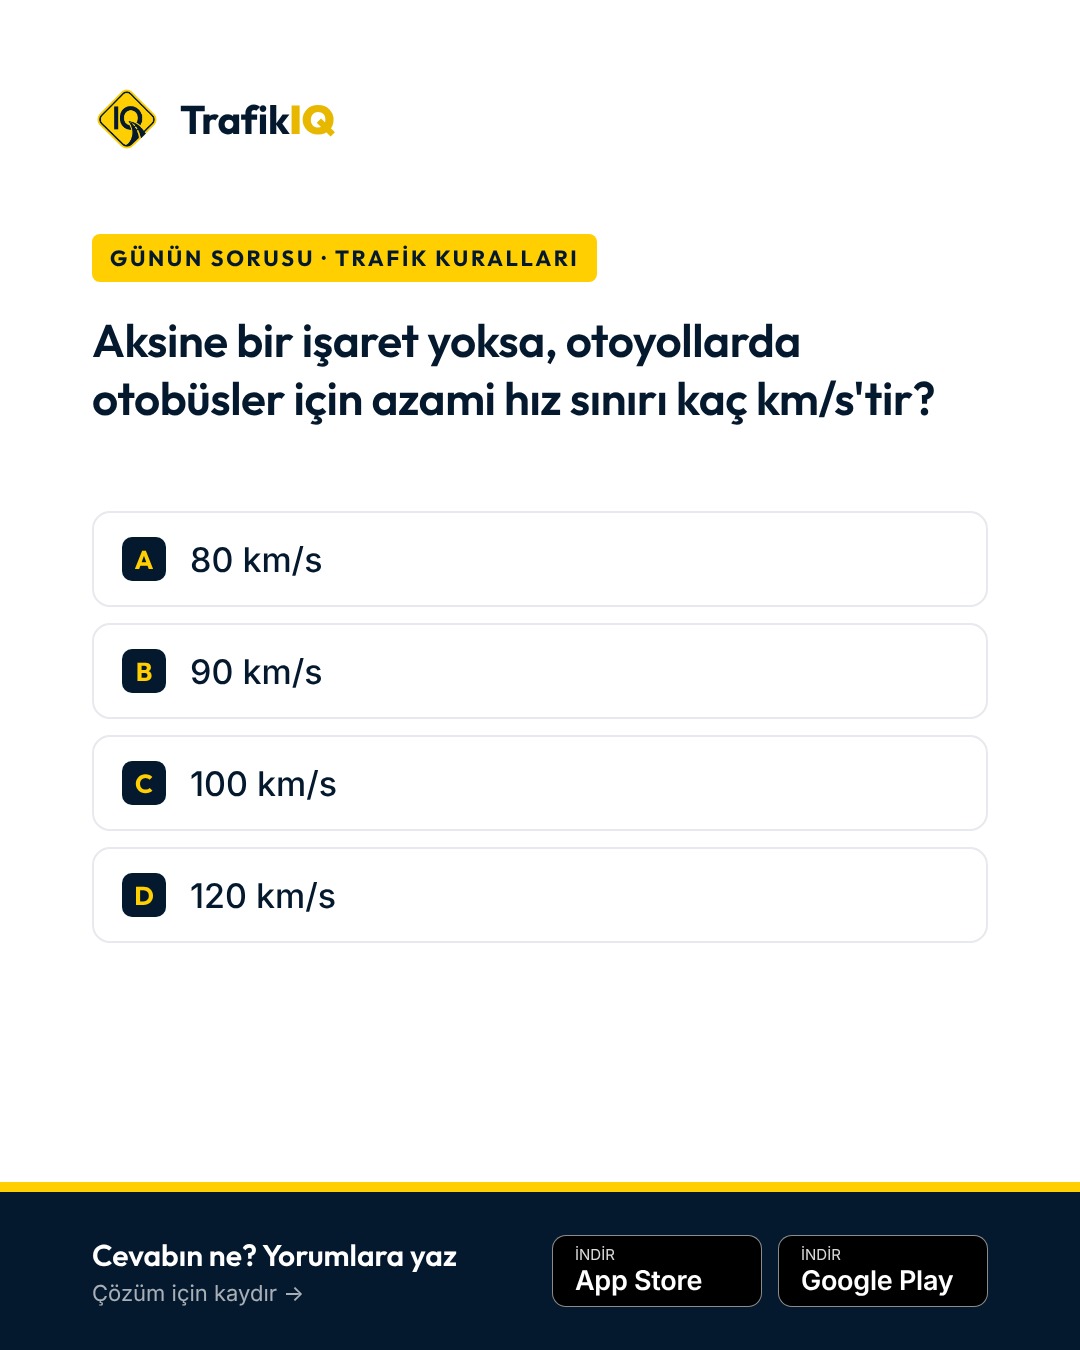 IQ
TrafikIQ
GÜNÜN SORUSU · TRAFİK KURALLARI
Aksine bir işaret yoksa, otoyollarda
otobüsler için azami hız sınırı kaç km/s'tir?
A 80 km/s
B 90 km/s
C 100 km/s
D 120 km/s
Cevabın ne? Yorumlara yaz
Çözüm için kaydır →
İNDİR
App Store
İNDİR
Google Play